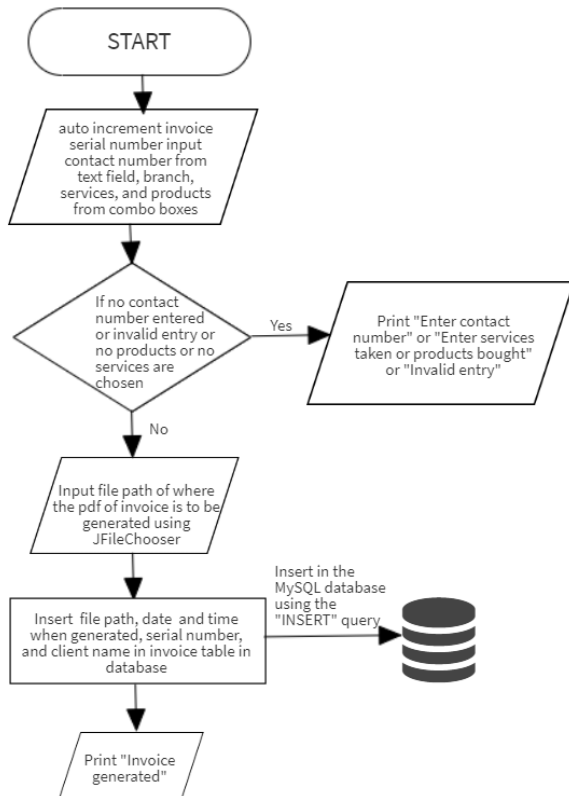 START
auto increment invoice
serial number input
contact number from
text field, branch,
services, and products
from combo boxes
If no contact
number entered
or invalid entry or
no products or no
services are
chosen
Yes
Print "Enter contact
number" or "Enter services
taken or products bought"
or "Invalid entry"
No
Input file path of where
the pdf of invoice is to be
generated using
JFileChooser
Insert in the
MySQL database
using the
"INSERT" query
Insert file path, date and time
when generated, serial number,
and client name in invoice table in
database
Print "Invoice
generated"